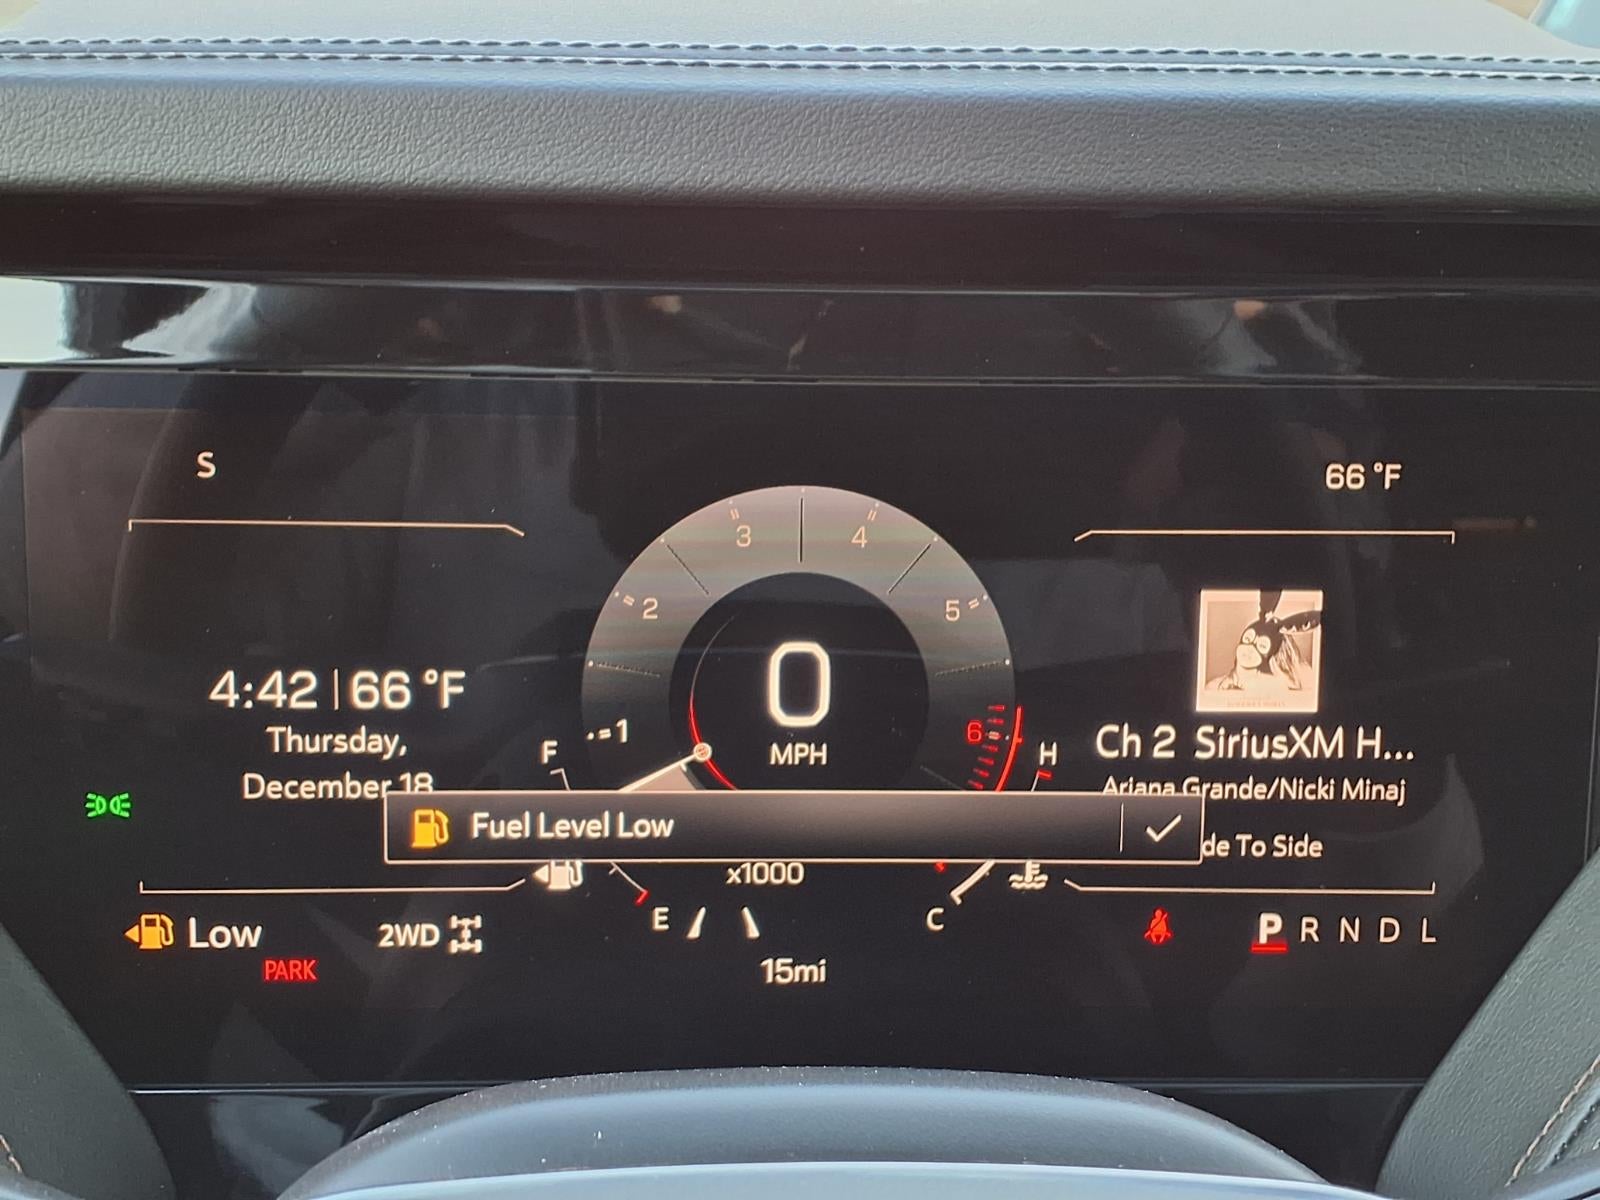 S
66 °F
3
4
2
5
4:42 | 66 °F
0
1
6
MPH
F
H
Ch 2 SiriusXM H...
Thursday,
December 18
Ariana Grande/Nicki Minaj
Fuel Level Low
de To Side
x1000
E
C
Low
2WD
P R N D L
PARK
15mi